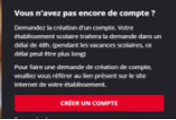 Vous n'avez pas encore de compte ?
Demandez la création d'un compte. Votre
établissement scolaire traitera la demande dans un
délai de 48h. (pendant les vacances scolaires, ce
délai peut être plus long)
Pour faire une demande de création de compte,
veuillez vous référer au lien présent sur le site
Internet de votre établissement.
CRÉER UN COMPTE